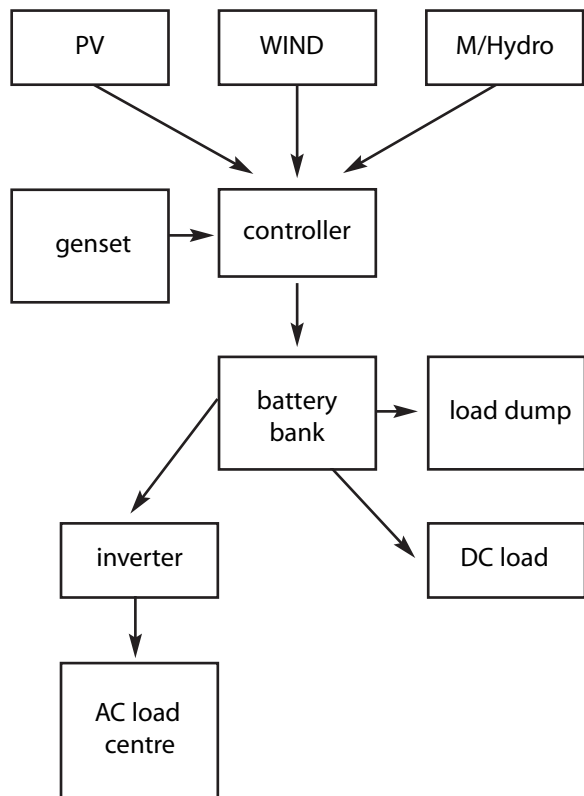 PV
WIND
M/Hydro
genset
controller
battery
bank
load dump
inverter
DC load
AC load
centre